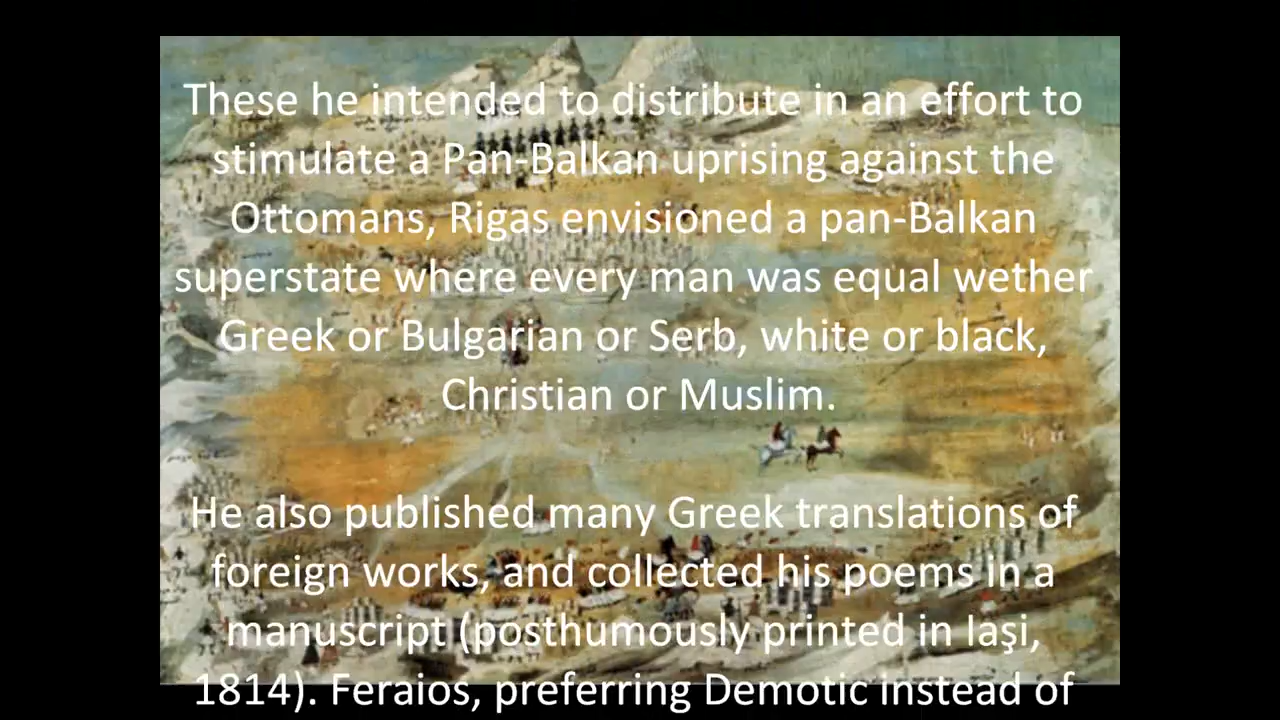 These he intended to distribute in an effort to
stimulate a Pan-Balkan uprising against the
Ottomans, Rigas envisioned a pan-Balkan
superstate where every man was equal wether
Greek or Bulgarian or Serb, white or black,
Christian or Muslim.
He also published many Greek translations of
foreign works, and collected his poems in a
manuscript (posthumously printed in Iaşi,
1814). Feraios, preferring Demotic instead of